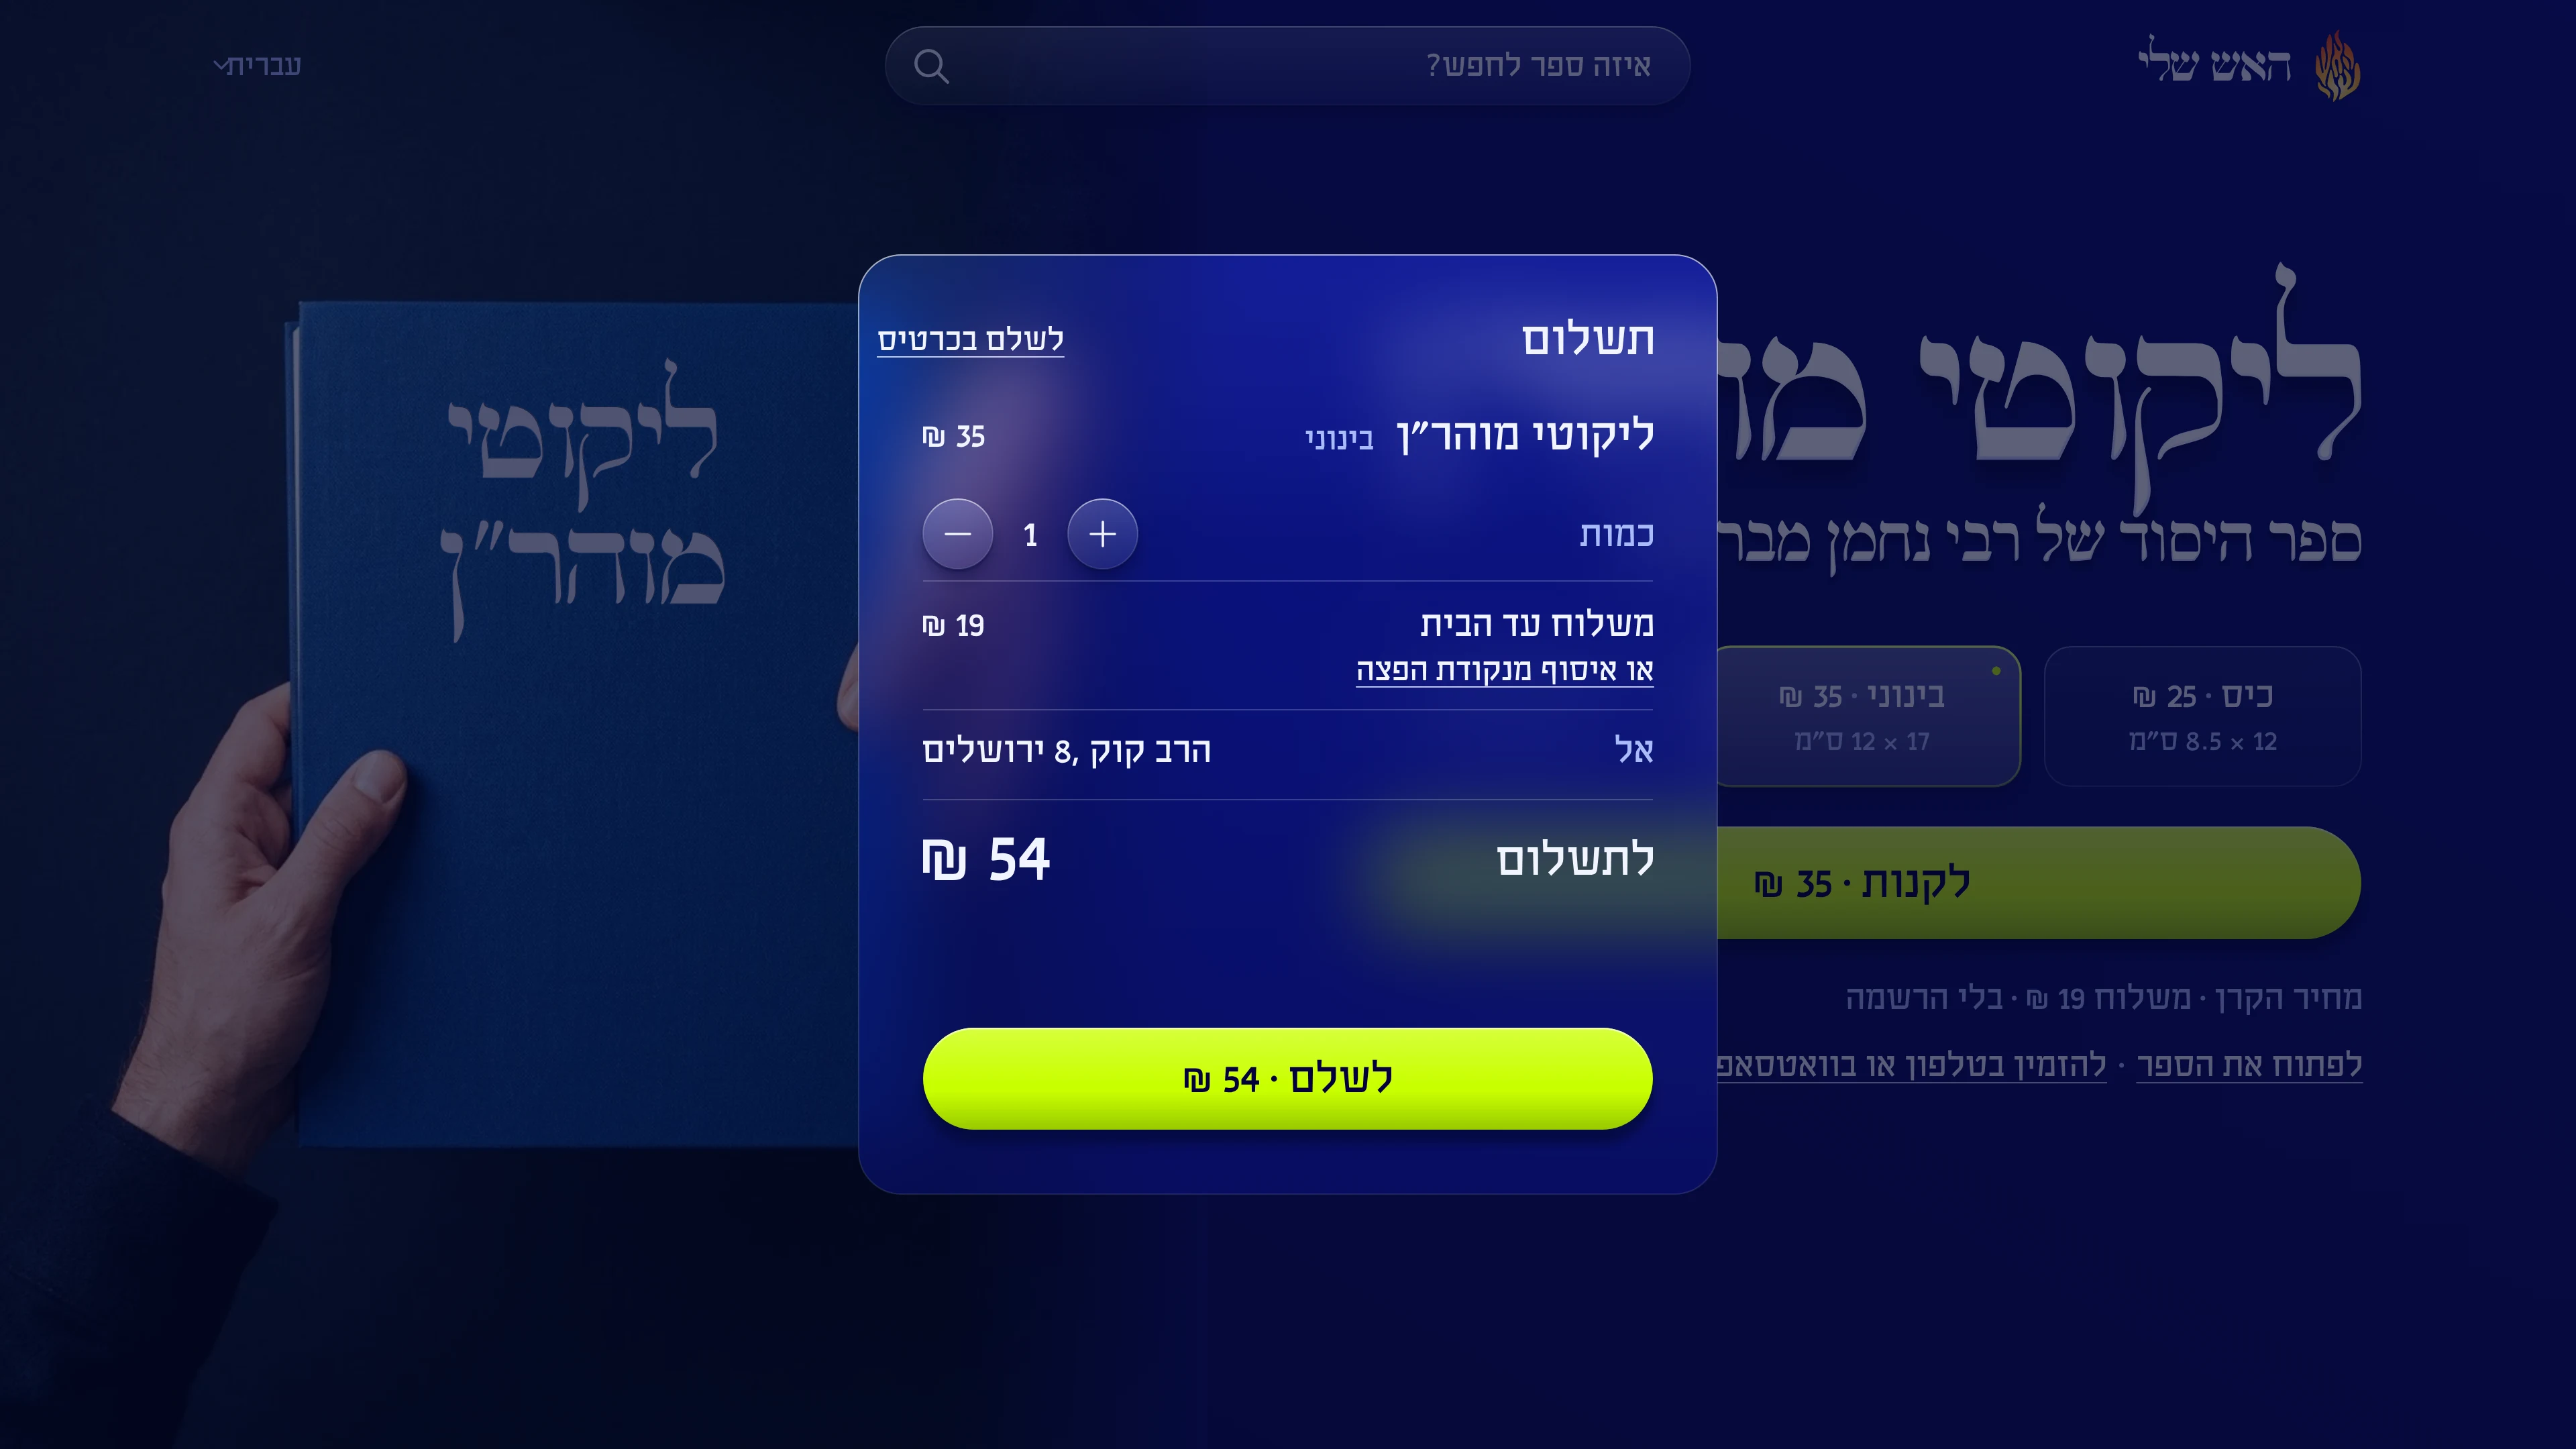 האש שלי
איזה ספר לחפש?
עברית
ליקוטי מו
ספר היסוד של רבי נחמן מבר
כיס · 25 ₪
12 × 8.5 ס״מ
בינוני · 35 ₪
17 × 12 ס״מ
לקנות · 35 ₪
מחיר הקרן · משלוח 19 ₪ · בלי הרשמה
לפתוח את הספר · להזמין בטלפון או בוואטסאפ
תשלום
לשלם בכרטיס
ליקוטי מוהר״ן בינוני
35 ₪
כמות
+ 1 −
משלוח עד הבית
19 ₪
או איסוף מנקודת הפצה
אל
הרב קוק 8, ירושלים
לתשלום
54 ₪
לשלם · 54 ₪
ליקוטי
מוהר״ן